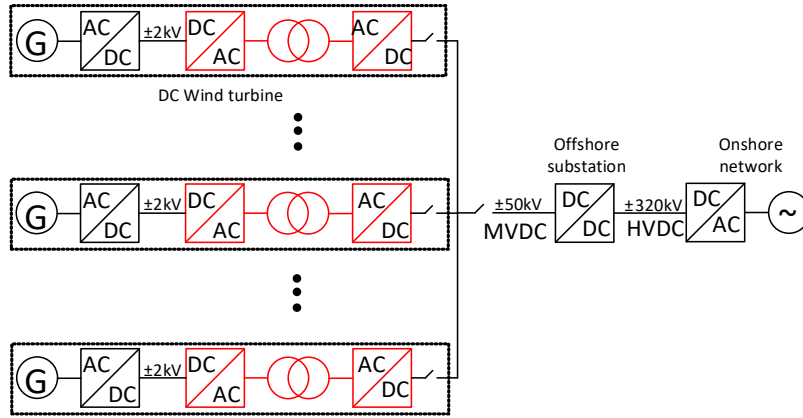 G
AC
DC
±2kV
DC
AC
AC
DC
DC Wind turbine
G
AC
DC
±2kV
DC
AC
AC
DC
Offshore
substation
Onshore
network
±50kV
MVDC
DC
DC
±320kV
HVDC
DC
AC
~
G
AC
DC
±2kV
DC
AC
AC
DC